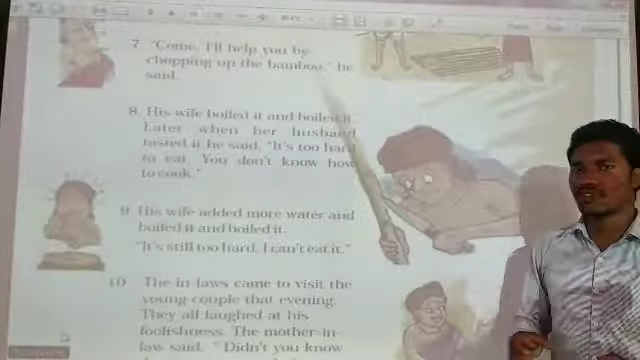 7. "Come, I'll help you by
chopping up the bamboo," he
said.
8. His wife boiled it and boiled it.
Later when her husband
tasted it he said, "It's too hard
to eat. You don't know how
to cook."
9. His wife added more water and
boiled it and boiled it.
"It's still too hard, I can't eat it."
10. The in-laws came to visit the
young couple that evening.
They all laughed at his
foolishness. The mother-in-
law said, "Didn't you know